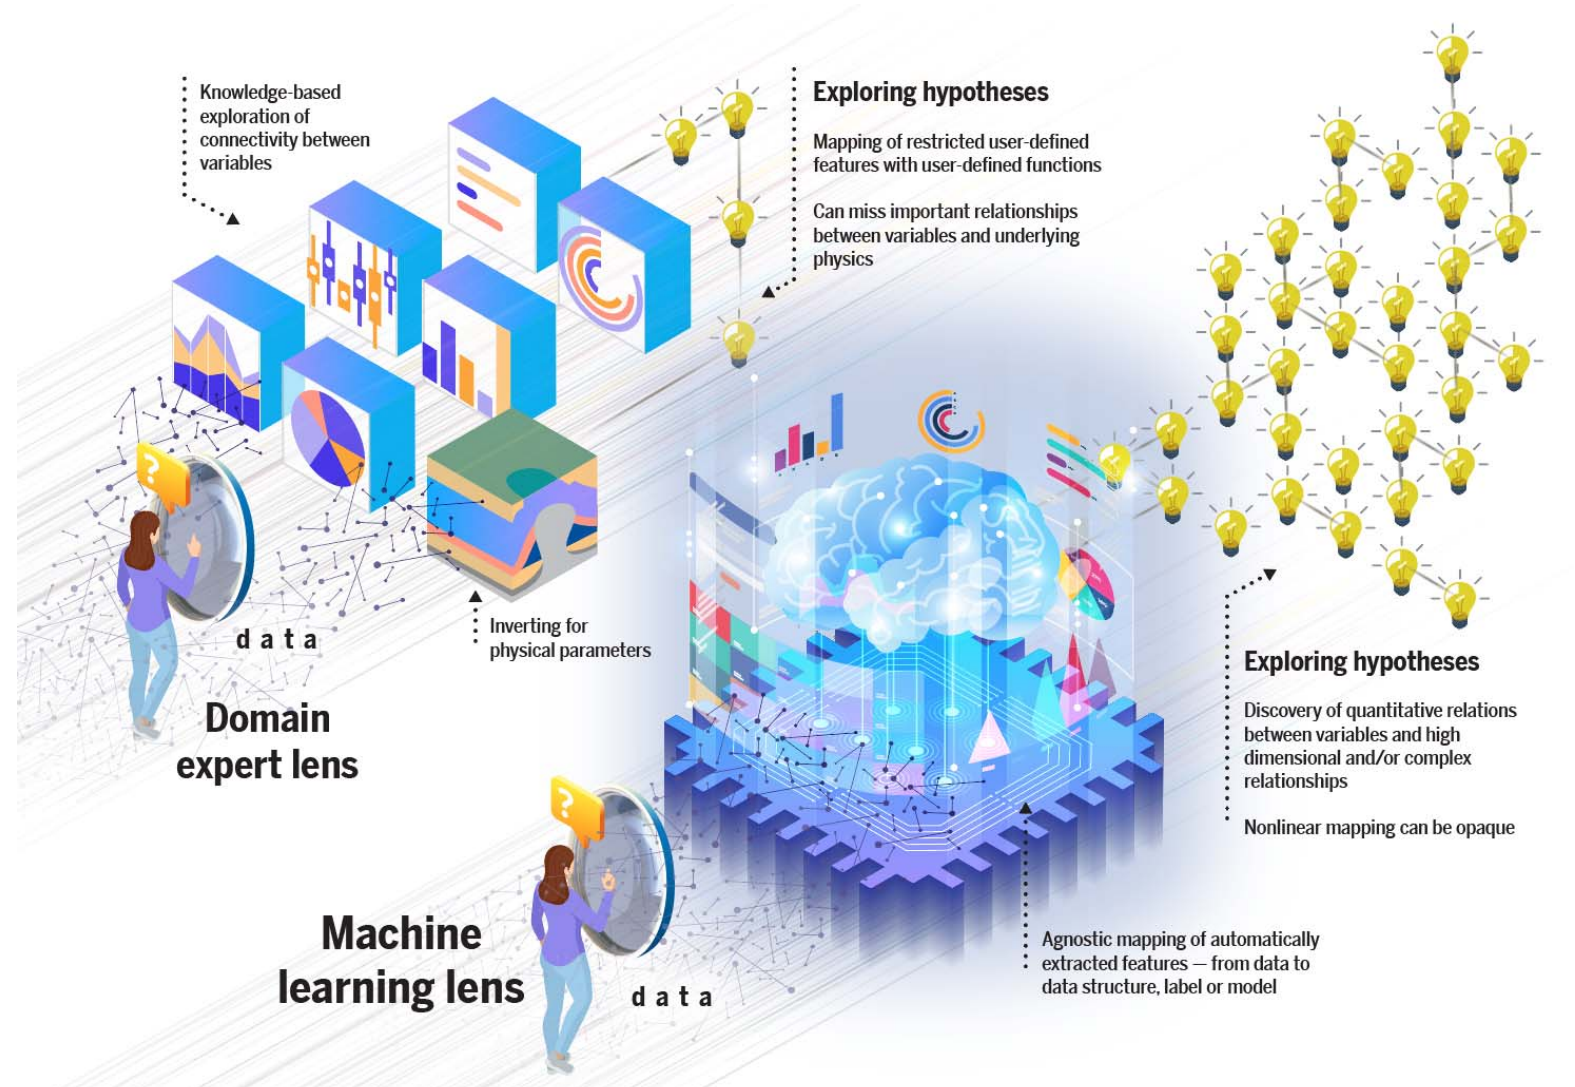 Knowledge-based
exploration of
connectivity between
variables
Exploring hypotheses
Mapping of restricted user-defined
features with user-defined functions
Can miss important relationships
between variables and underlying
physics
?
data
Inverting for
physical parameters
Domain
expert lens
Exploring hypotheses
Discovery of quantitative relations
between variables and high
dimensional and/or complex
relationships
Nonlinear mapping can be opaque
?
Machine
learning lens
data
Agnostic mapping of automatically
extracted features — from data to
data structure, label or model